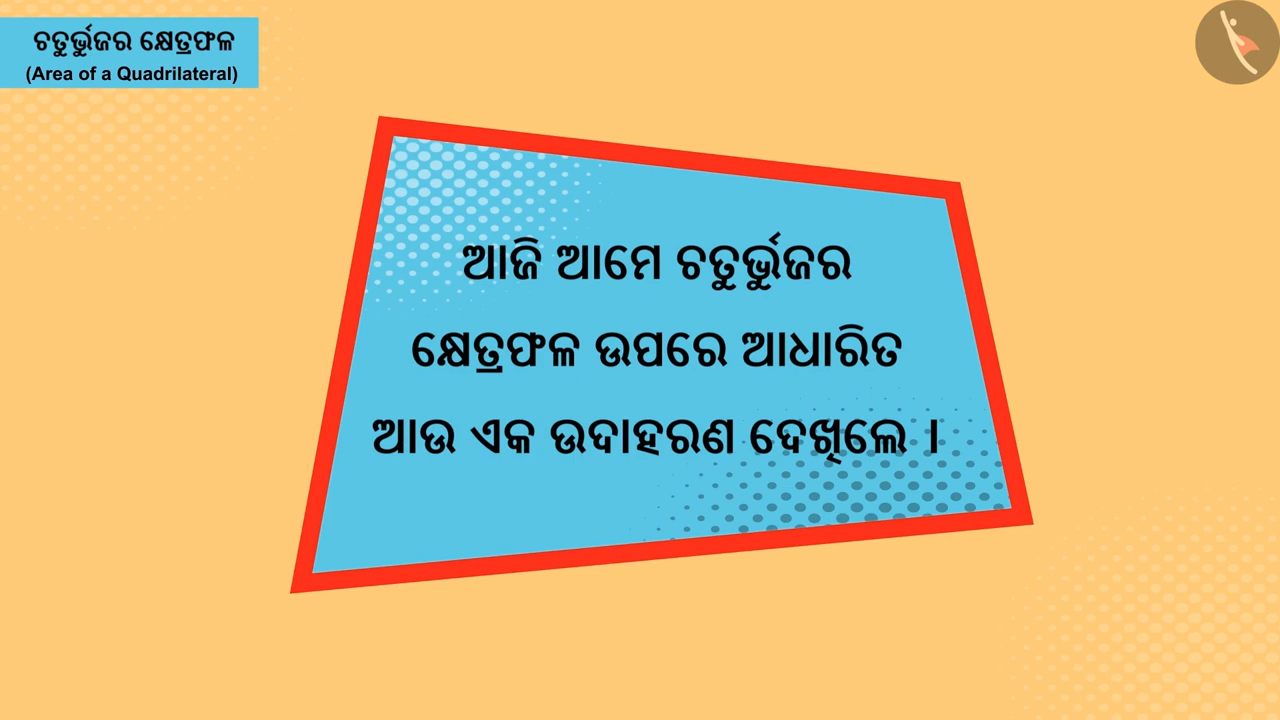 ଚତୁର୍ଭୁଜର କ୍ଷେତ୍ରଫଳ
(Area of a Quadrilateral)
ଆଜି ଆମେ ଚତୁର୍ଭୁଜର
କ୍ଷେତ୍ରଫଳ ଉପରେ ଆଧାରିତ
ଆଉ ଏକ ଉଦାହରଣ ଦେଖିଲେ ।